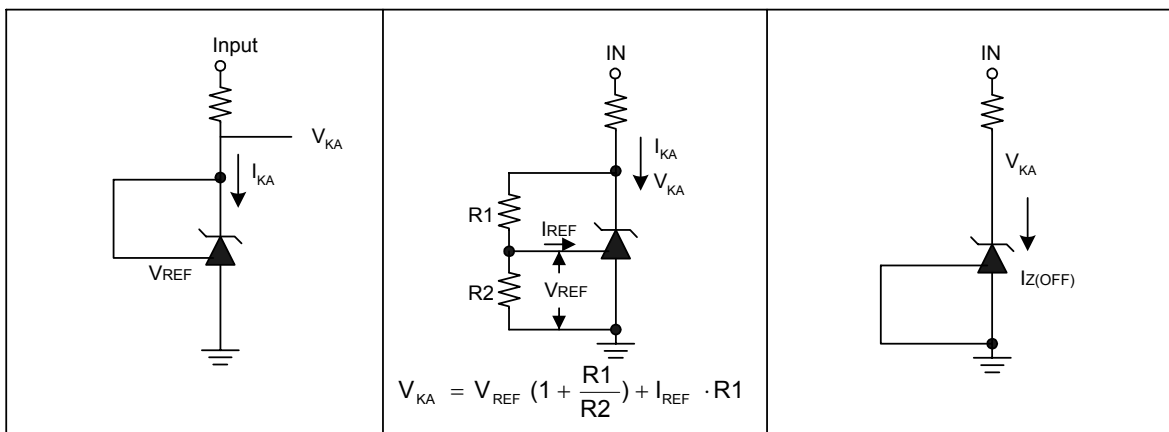 Input
V_KA
I_KA
VREF
IN
I_KA
V_KA
R1
IREF
R2
VREF
V_KA = V_REF (1 + R1/R2) + I_REF · R1
IN
V_KA
IZ(OFF)